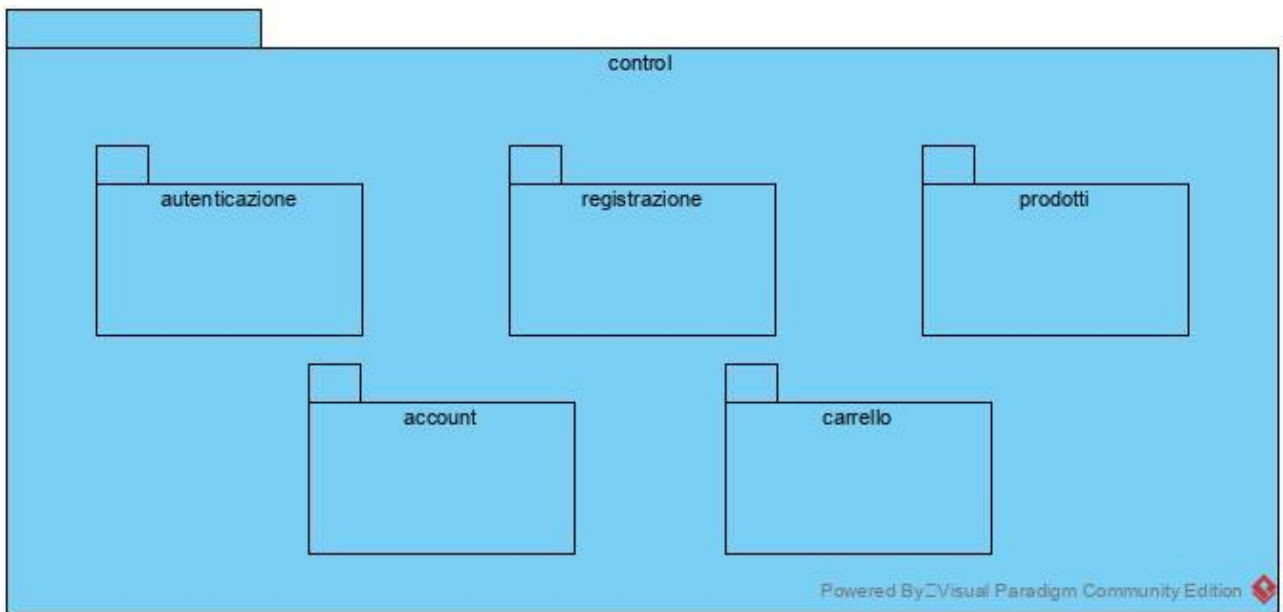 control
autenticazione
registrazione
prodotti
account
carrello
Powered By Visual Paradigm Community Edition